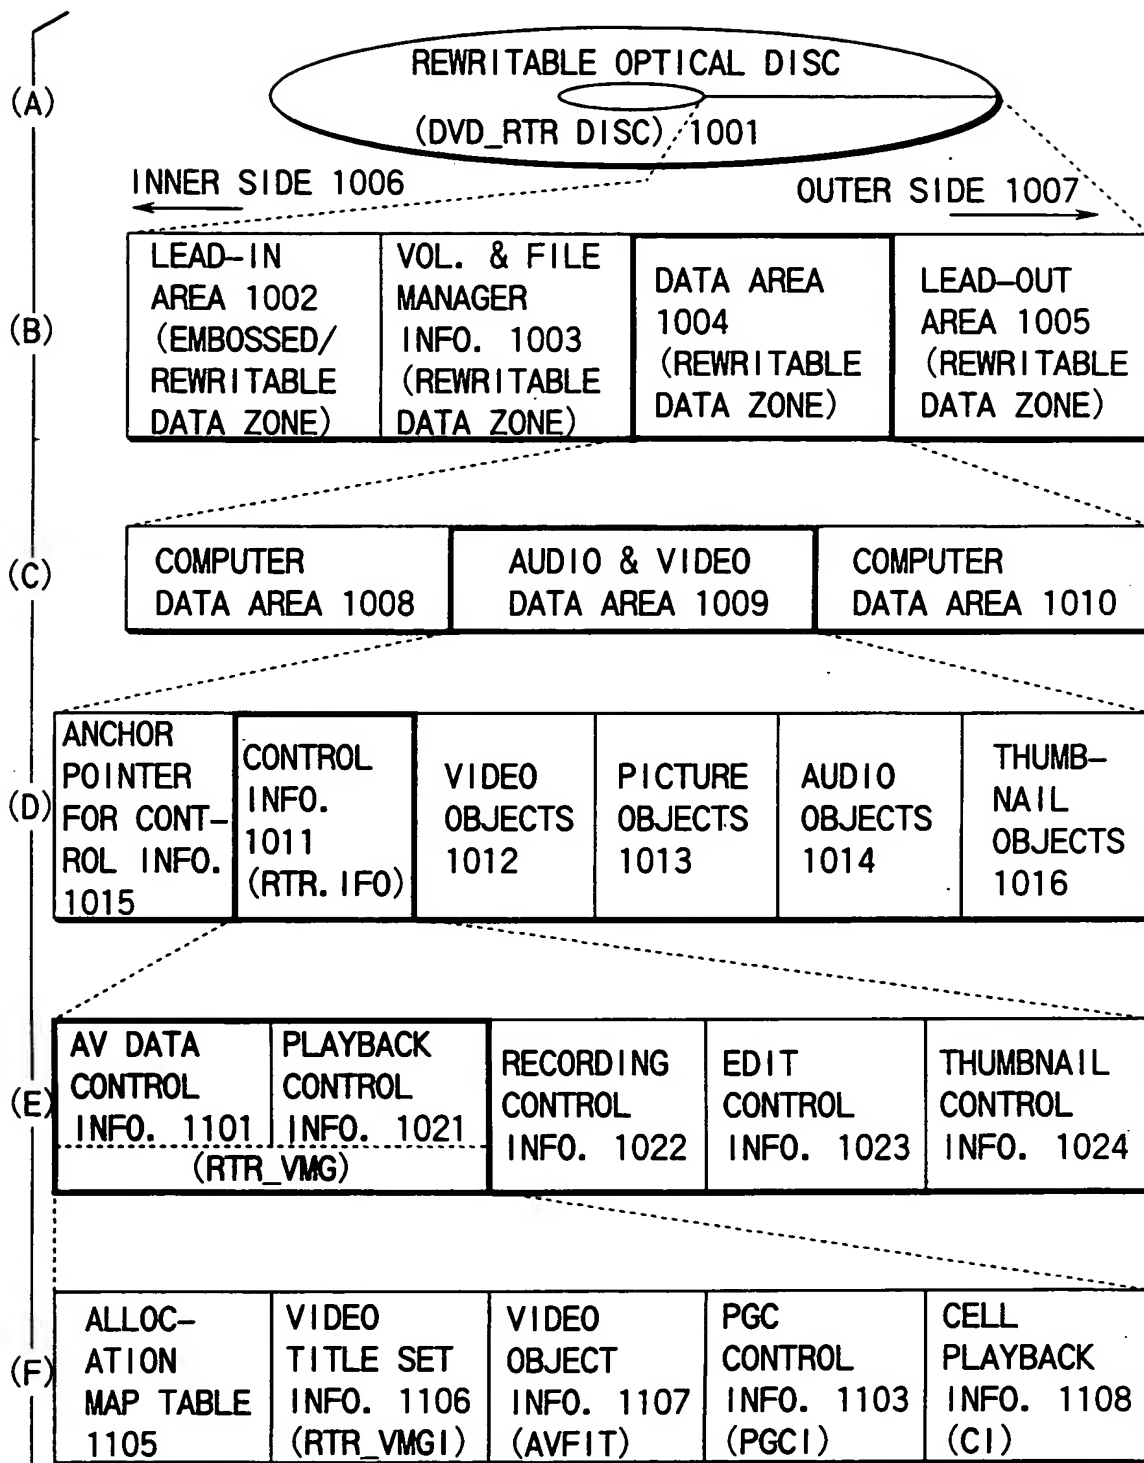 REWRITABLE OPTICAL DISC
(A)
(DVD_RTR DISC) 1001
INNER SIDE 1006
OUTER SIDE 1007
(B)
LEAD-IN
AREA 1002
(EMBOSSED/
REWRITABLE
DATA ZONE)
VOL. & FILE
MANAGER
INFO. 1003
(REWRITABLE
DATA ZONE)
DATA AREA
1004
(REWRITABLE
DATA ZONE)
LEAD-OUT
AREA 1005
(REWRITABLE
DATA ZONE)
(C)
COMPUTER
DATA AREA 1008
AUDIO & VIDEO
DATA AREA 1009
COMPUTER
DATA AREA 1010
(D)
ANCHOR
POINTER
FOR CONT-
ROL INFO.
1015
CONTROL
INFO.
1011
(RTR.IFO)
VIDEO
OBJECTS
1012
PICTURE
OBJECTS
1013
AUDIO
OBJECTS
1014
THUMB-
NAIL
OBJECTS
1016
(E)
AV DATA
CONTROL
INFO. 1101
PLAYBACK
CONTROL
INFO. 1021
(RTR_VMG)
RECORDING
CONTROL
INFO. 1022
EDIT
CONTROL
INFO. 1023
THUMBNAIL
CONTROL
INFO. 1024
(F)
ALLOC-
ATION
MAP TABLE
1105
VIDEO
TITLE SET
INFO. 1106
(RTR_VMGI)
VIDEO
OBJECT
INFO. 1107
(AVFIT)
PGC
CONTROL
INFO. 1103
(PGCI)
CELL
PLAYBACK
INFO. 1108
(CI)